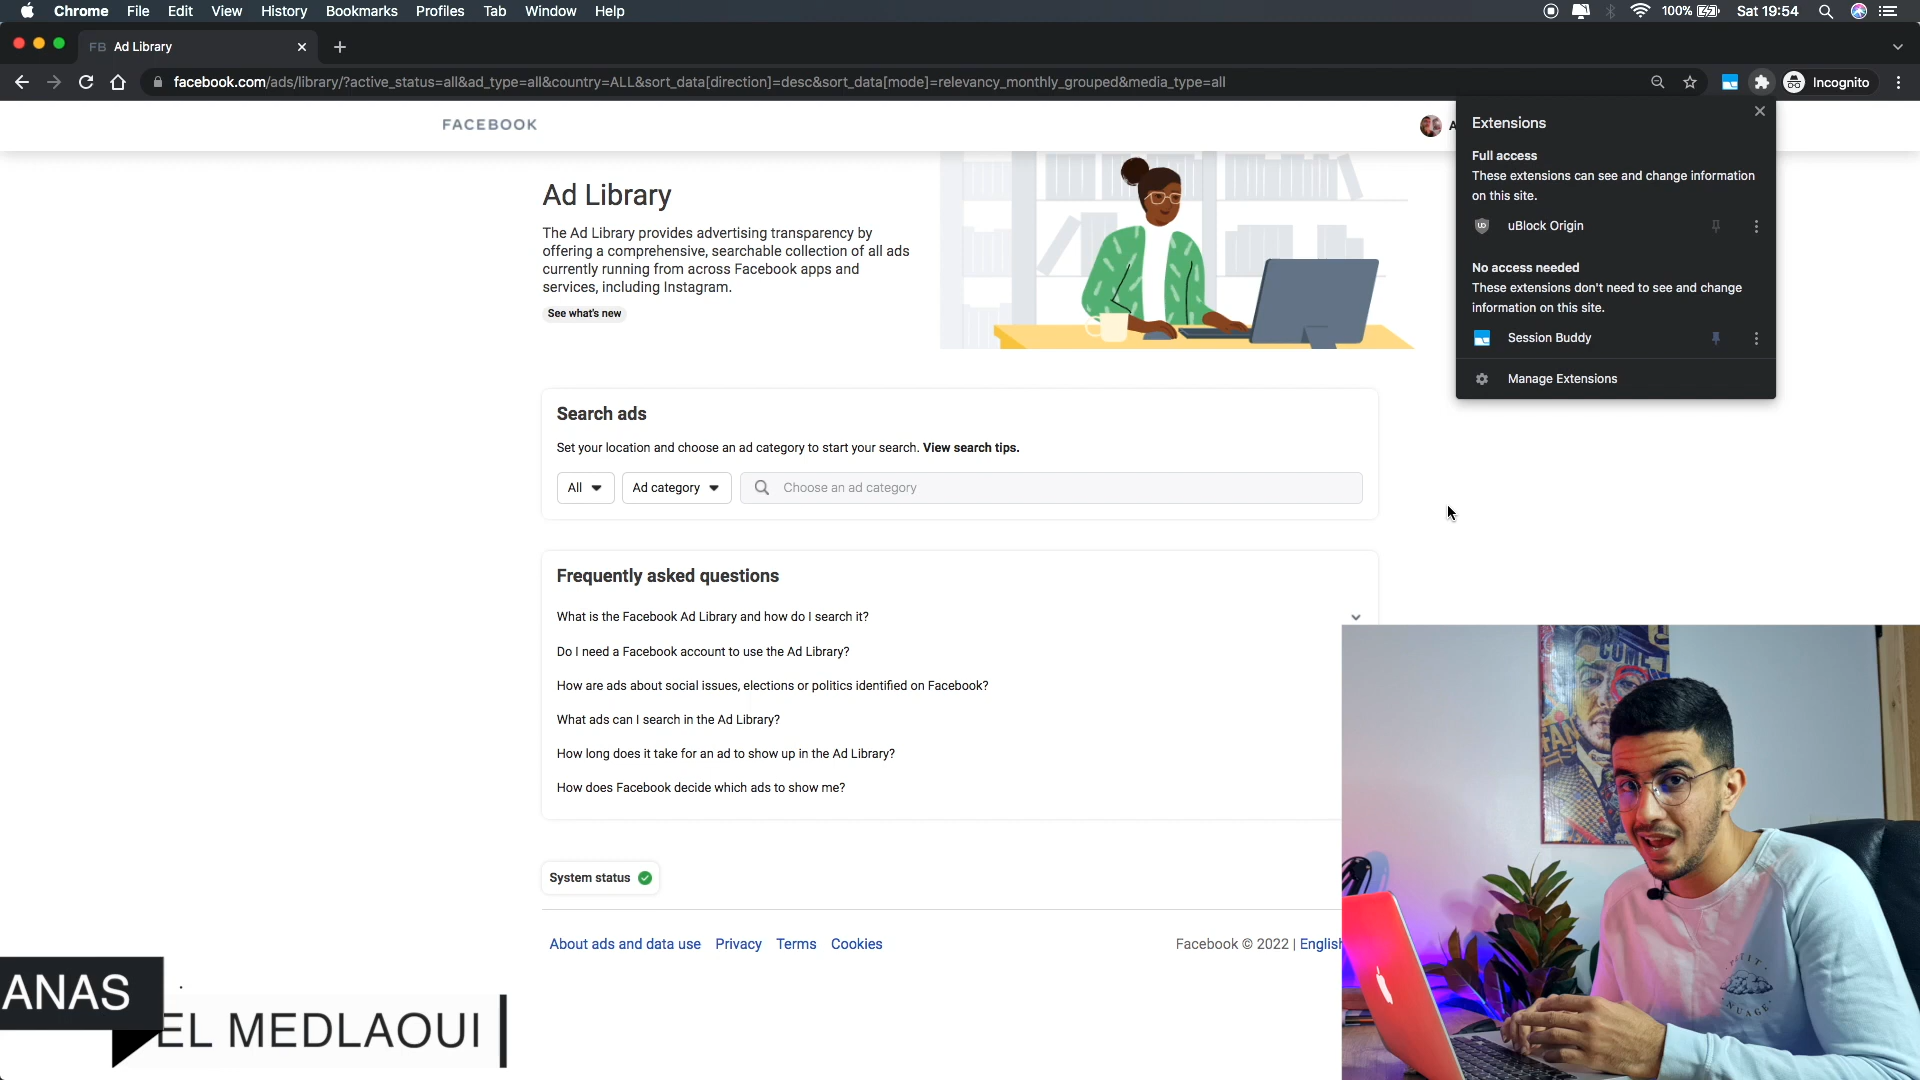 Chrome File Edit View History Bookmarks Profiles Tab Window Help
100% Sat 19:54
FB Ad Library
facebook.com/ads/library/?active_status=all&ad_type=all&country=ALL&sort_data[direction]=desc&sort_data[mode]=relevancy_monthly_grouped&media_type=all
Incognito
FACEBOOK
A
Extensions
Full access
These extensions can see and change information
on this site.
uBlock Origin
No access needed
These extensions don't need to see and change
information on this site.
Session Buddy
Manage Extensions
Ad Library
The Ad Library provides advertising transparency by
offering a comprehensive, searchable collection of all ads
currently running from across Facebook apps and
services, including Instagram.
See what's new
Search ads
Set your location and choose an ad category to start your search. View search tips.
All
Ad category
Choose an ad category
Frequently asked questions
What is the Facebook Ad Library and how do I search it?
Do I need a Facebook account to use the Ad Library?
How are ads about social issues, elections or politics identified on Facebook?
What ads can I search in the Ad Library?
How long does it take for an ad to show up in the Ad Library?
How does Facebook decide which ads to show me?
System status
About ads and data use Privacy Terms Cookies
Facebook © 2022 | English
COME
PETIT
NUAGE
ANAS
EL MEDLAOUI